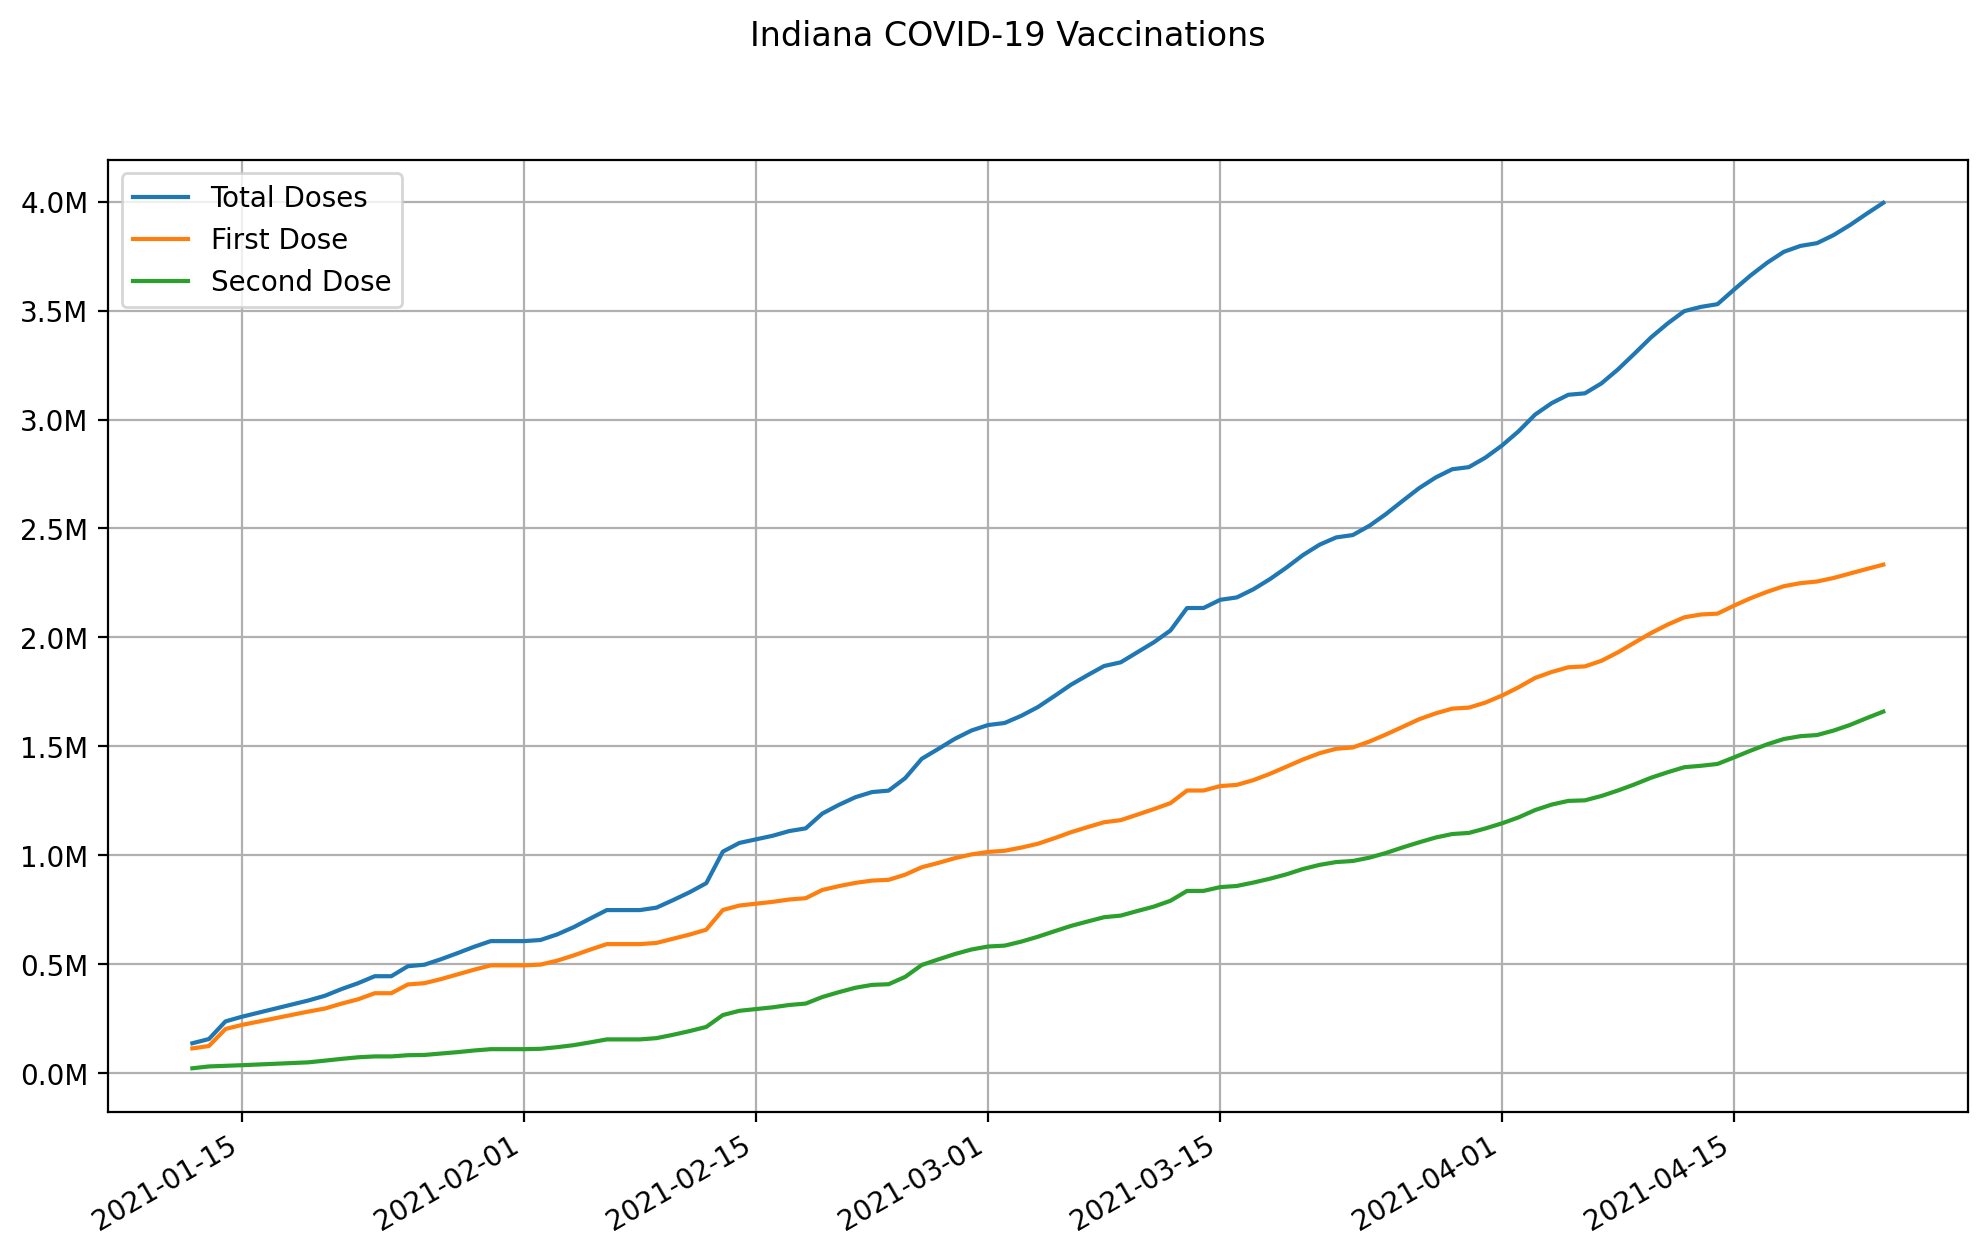 Indiana COVID-19 Vaccinations
Total Doses
First Dose
Second Dose
4.0M
3.5M
3.0M
2.5M
2.0M
1.5M
1.0M
0.5M
0.0M
2021-01-15
2021-02-01
2021-02-15
2021-03-01
2021-03-15
2021-04-01
2021-04-15